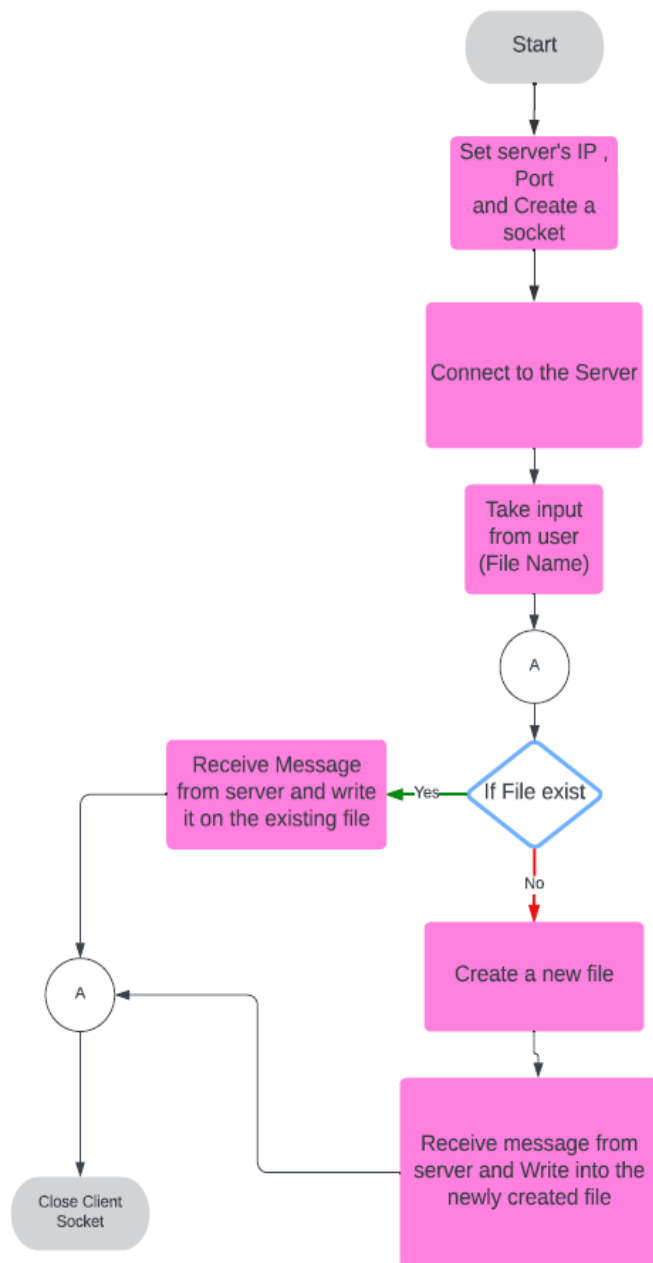 Start
Set server's IP ,
Port
and Create a
socket
Connect to the Server
Take input
from user
(File Name)
A
If File exist
Yes
Receive Message
from server and write
it on the existing file
No
Create a new file
A
Receive message from
server and Write into the
newly created file
Close Client
Socket